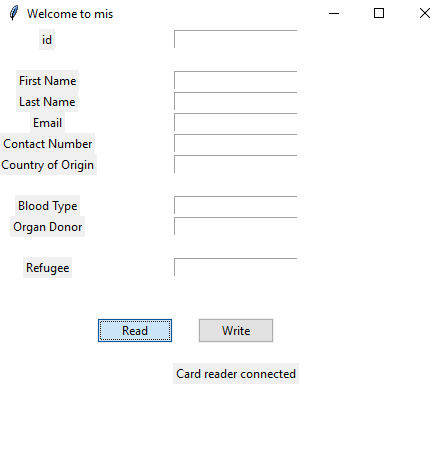 Welcome to mis
id
First Name
Last Name
Email
Contact Number
Country of Origin
Blood Type
Organ Donor
Refugee
Read Write
Card reader connected